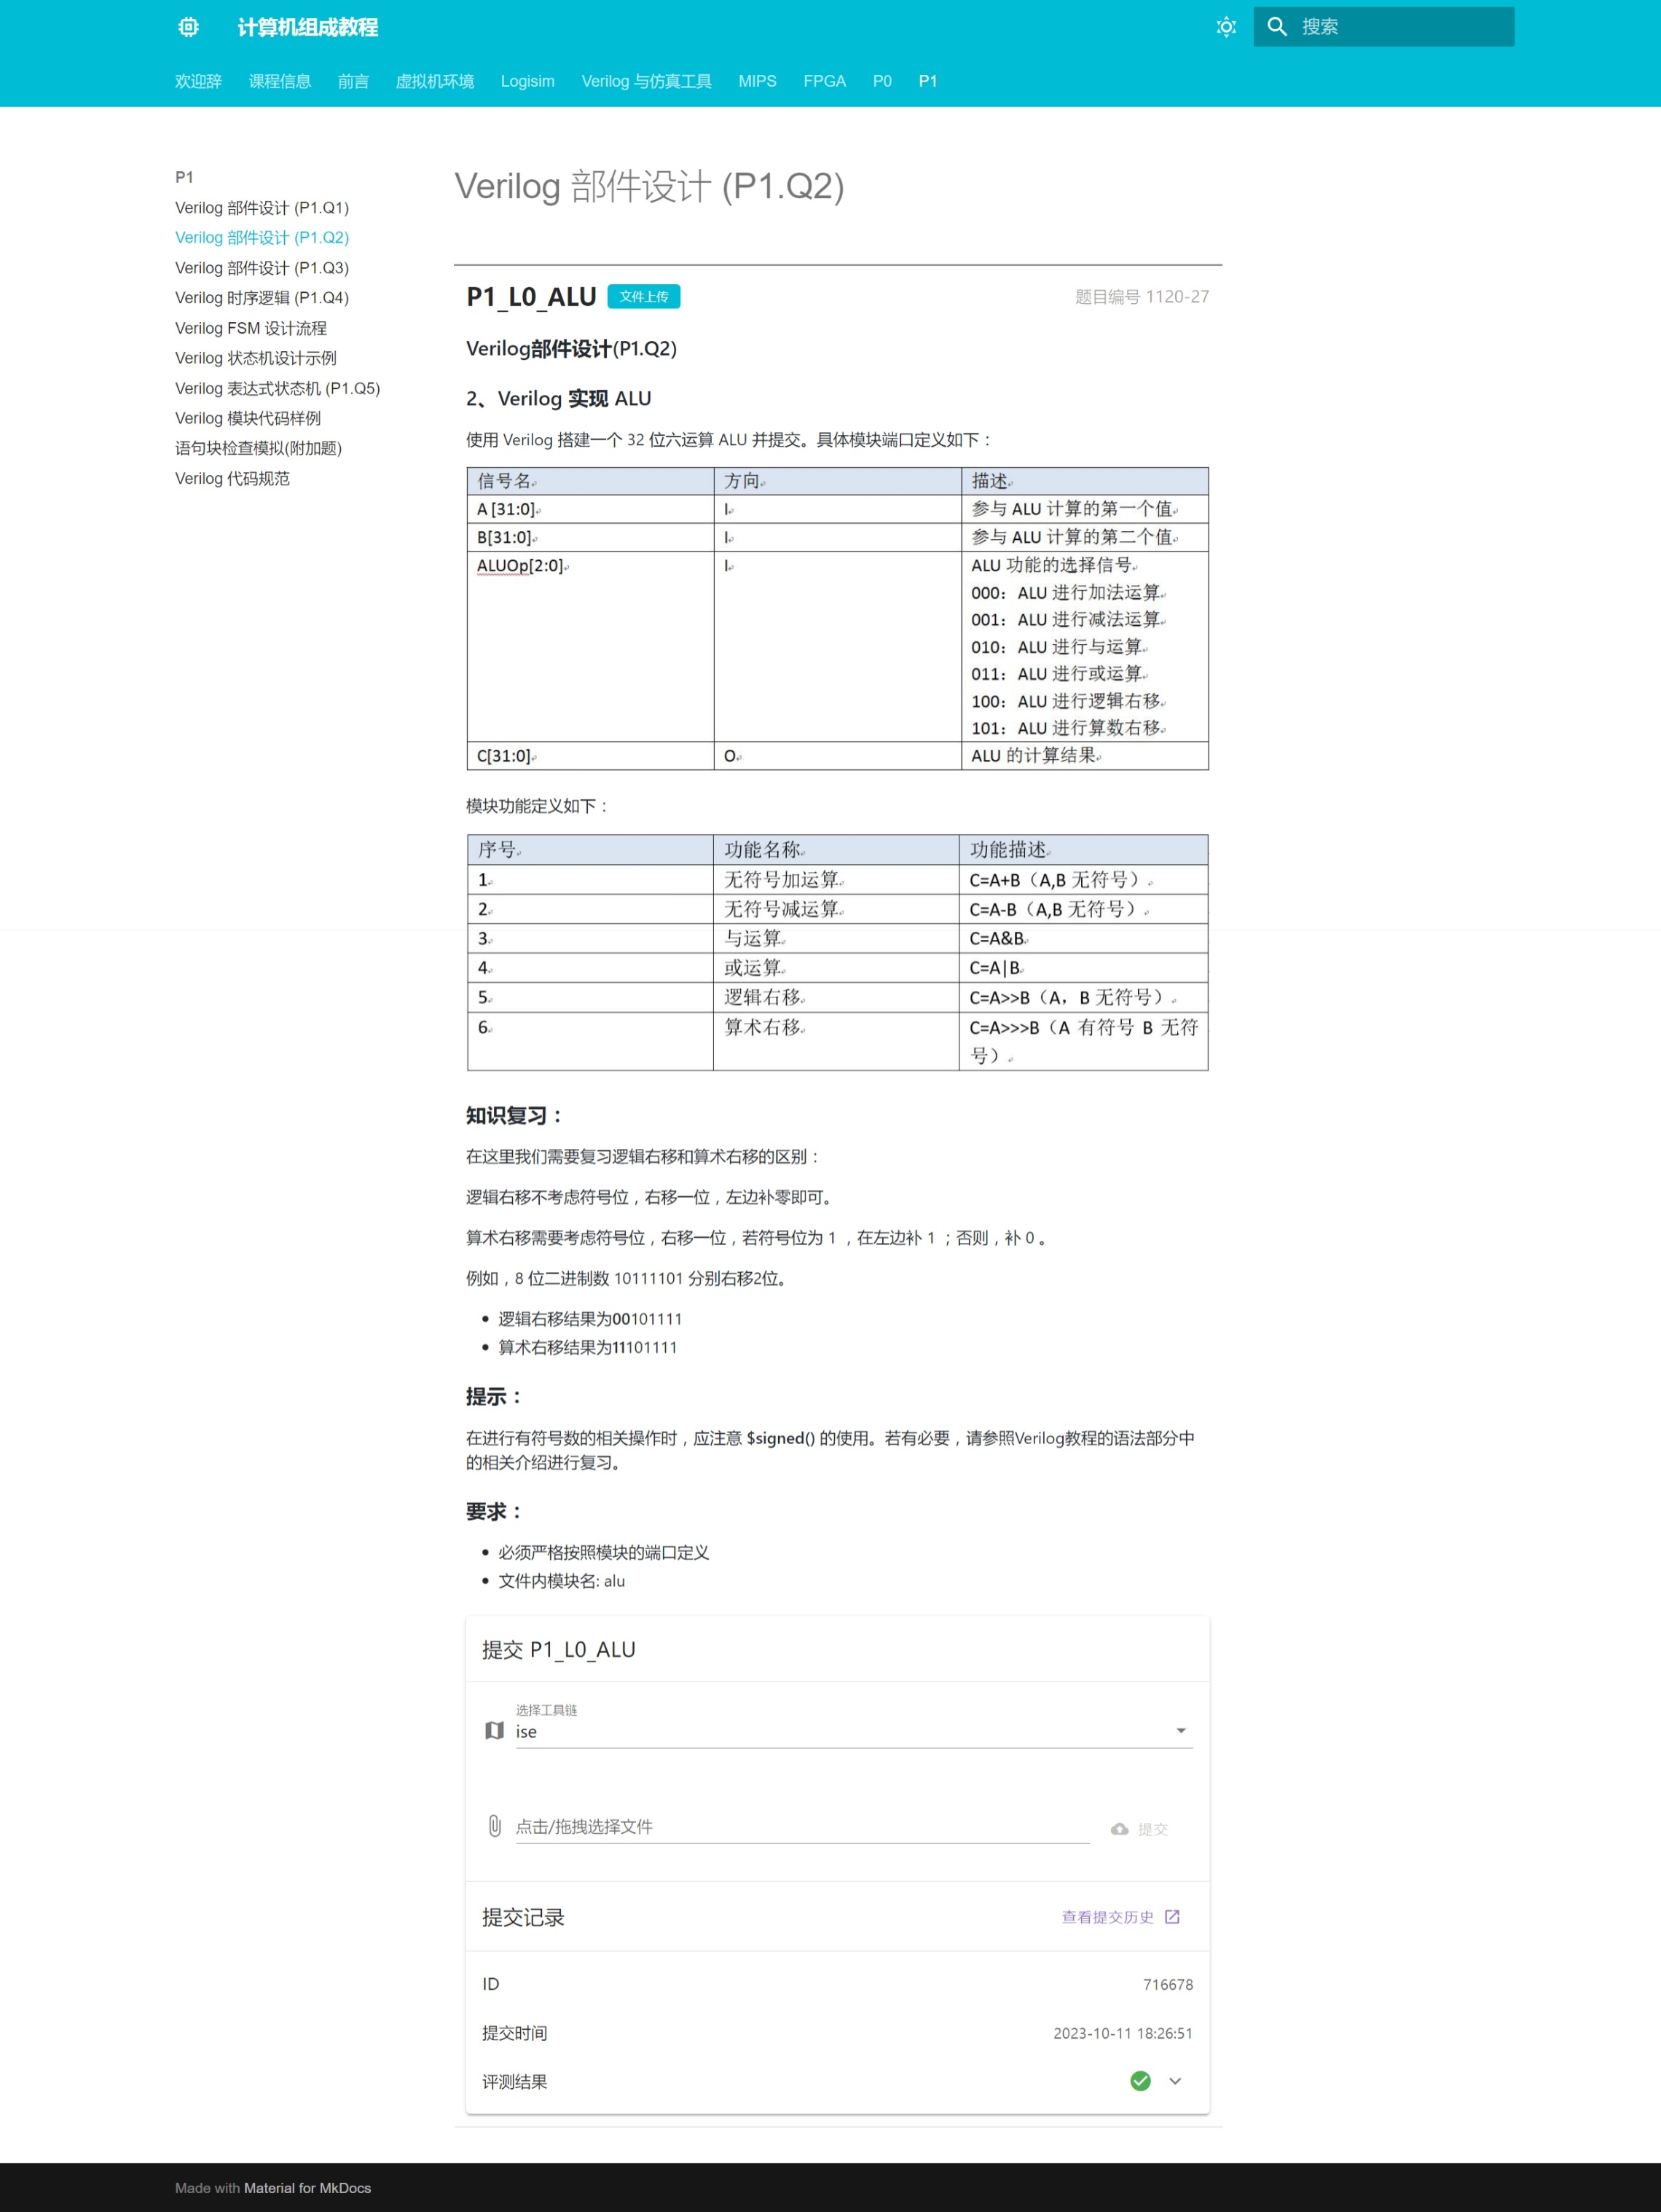 计算机组成教程
搜索
欢迎辞 课程信息 前言 虚拟机环境 Logisim Verilog 与仿真工具 MIPS FPGA P0 P1
P1
Verilog 部件设计 (P1.Q1)
Verilog 部件设计 (P1.Q2)
Verilog 部件设计 (P1.Q3)
Verilog 时序逻辑 (P1.Q4)
Verilog FSM 设计流程
Verilog 状态机设计示例
Verilog 表达式状态机 (P1.Q5)
Verilog 模块代码样例
语句块检查模拟(附加题)
Verilog 代码规范
Verilog 部件设计 (P1.Q2)
P1_L0_ALU 文件上传 题目编号 1120-27
Verilog部件设计(P1.Q2)
2、Verilog 实现 ALU
使用 Verilog 搭建一个 32 位六运算 ALU 并提交。具体模块端口定义如下：
信号名 方向 描述
A [31:0] I 参与 ALU 计算的第一个值
B[31:0] I 参与 ALU 计算的第二个值
ALUOp[2:0] I ALU 功能的选择信号
000：ALU 进行加法运算
001：ALU 进行减法运算
010：ALU 进行与运算
011：ALU 进行或运算
100：ALU 进行逻辑右移
101：ALU 进行算数右移
C[31:0] O ALU 的计算结果
模块功能定义如下：
序号 功能名称 功能描述
1 无符号加运算 C=A+B（A,B 无符号）
2 无符号减运算 C=A-B（A,B 无符号）
3 与运算 C=A&B
4 或运算 C=A|B
5 逻辑右移 C=A>>B（A，B 无符号）
6 算术右移 C=A>>>B（A 有符号 B 无符
号）
知识复习：
在这里我们需要复习逻辑右移和算术右移的区别：
逻辑右移不考虑符号位，右移一位，左边补零即可。
算术右移需要考虑符号位，右移一位，若符号位为 1 ，在左边补 1 ；否则，补 0 。
例如，8 位二进制数 10111101 分别右移2位。
• 逻辑右移结果为00101111
• 算术右移结果为11101111
提示：
在进行有符号数的相关操作时，应注意 $signed() 的使用。若有必要，请参照Verilog教程的语法部分中
的相关介绍进行复习。
要求：
• 必须严格按照模块的端口定义
• 文件内模块名: alu
提交 P1_L0_ALU
选择工具链
ise
点击/拖拽选择文件 提交
提交记录 查看提交历史
ID 716678
提交时间 2023-10-11 18:26:51
评测结果
Made with Material for MkDocs